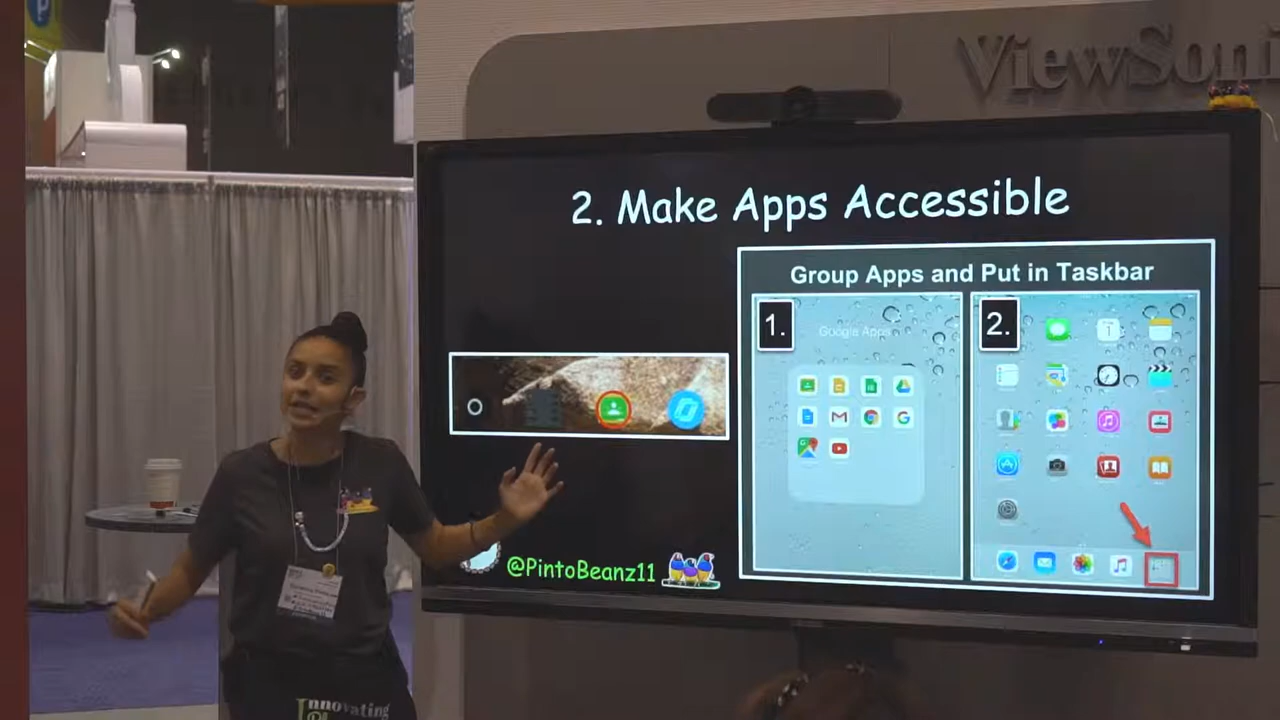 ViewSoni
2. Make Apps Accessible
Group Apps and Put in Taskbar
1.
Google Apps
2.
@PintoBeanz11
Innovating